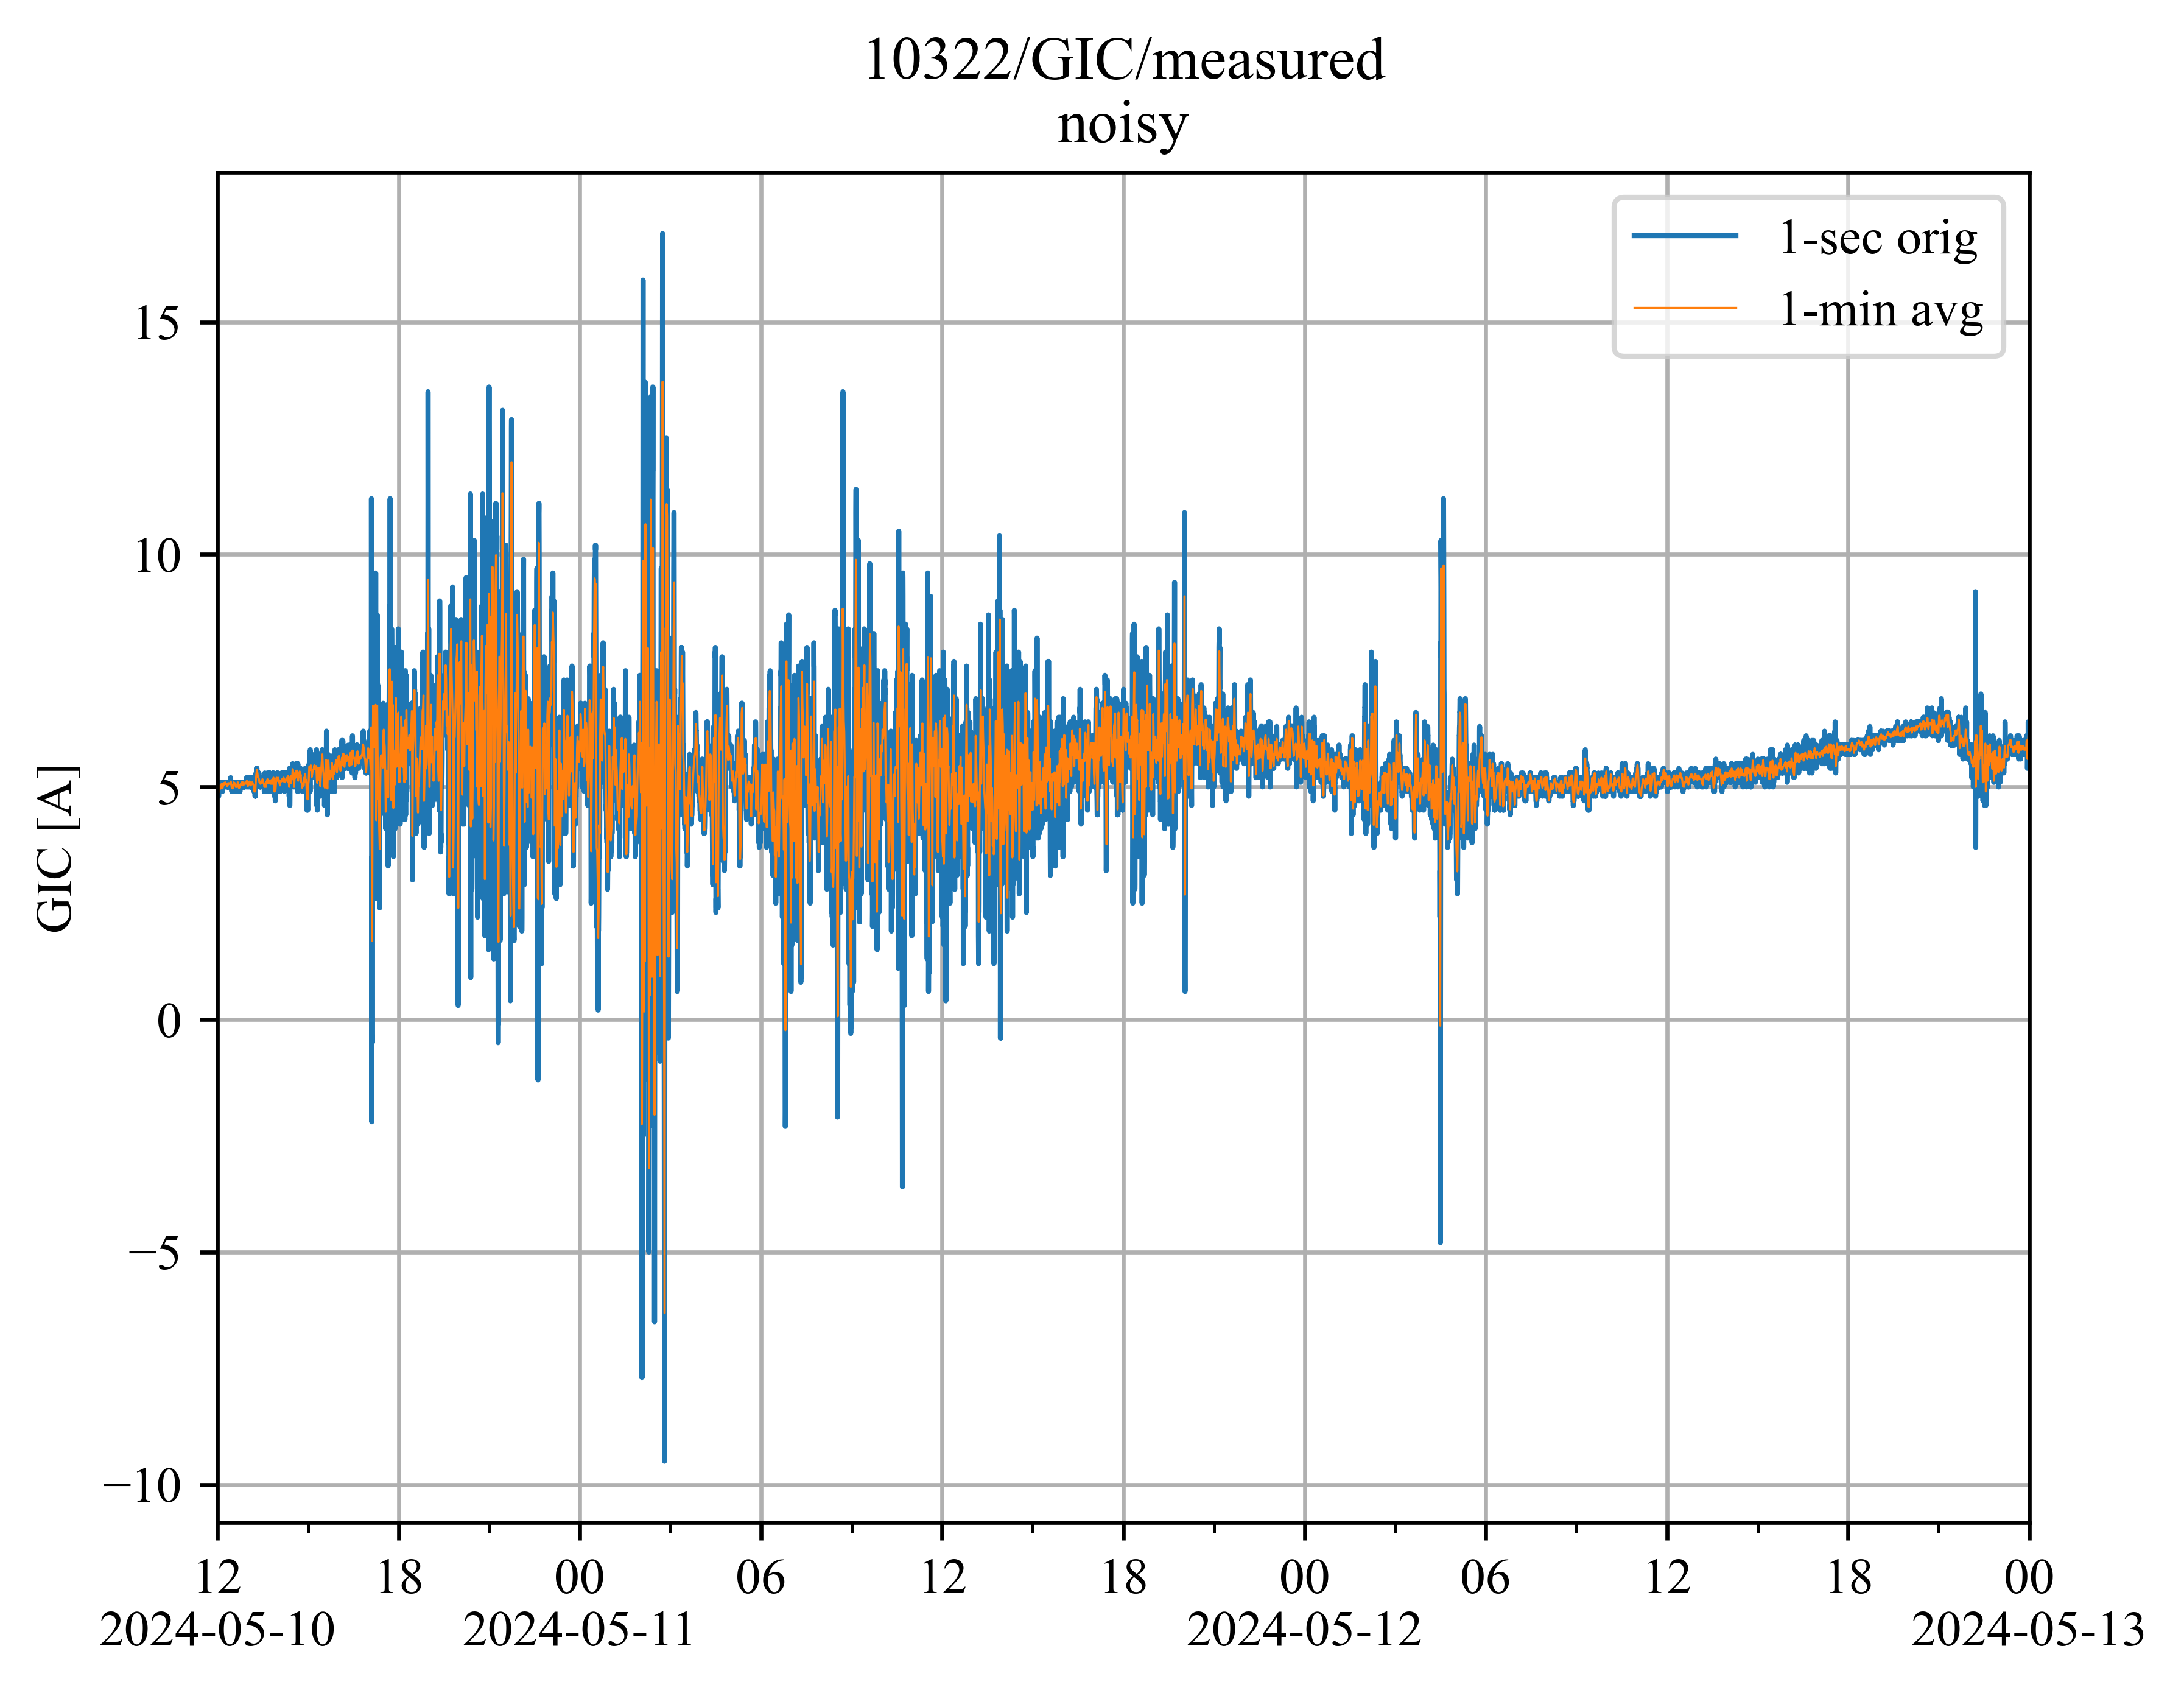 10322/GIC/measured
noisy
1-sec orig
1-min avg
GIC [A]
15
10
5
0
−5
−10
12 18 00 06 12 18 00 06 12 18 00
2024-05-10 2024-05-11 2024-05-12 2024-05-13